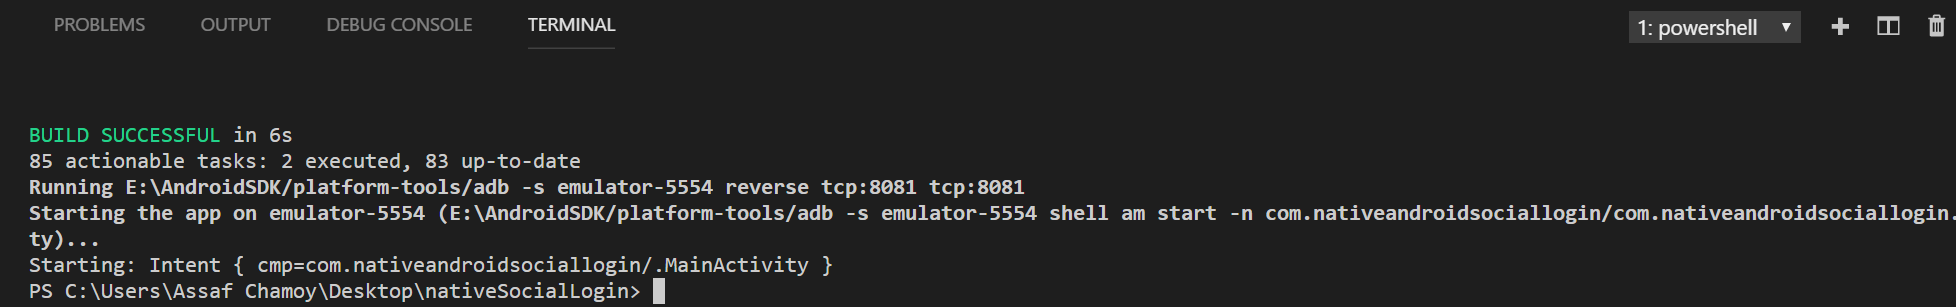 PROBLEMS OUTPUT DEBUG CONSOLE TERMINAL 1: powershell
BUILD SUCCESSFUL in 6s
85 actionable tasks: 2 executed, 83 up-to-date
Running E:\AndroidSDK/platform-tools/adb -s emulator-5554 reverse tcp:8081 tcp:8081
Starting the app on emulator-5554 (E:\AndroidSDK/platform-tools/adb -s emulator-5554 shell am start -n com.nativeandroidsociallogin/com.nativeandroidsociallogin.
ty)...
Starting: Intent { cmp=com.nativeandroidsociallogin/.MainActivity }
PS C:\Users\Assaf Chamoy\Desktop\nativeSocialLogin>